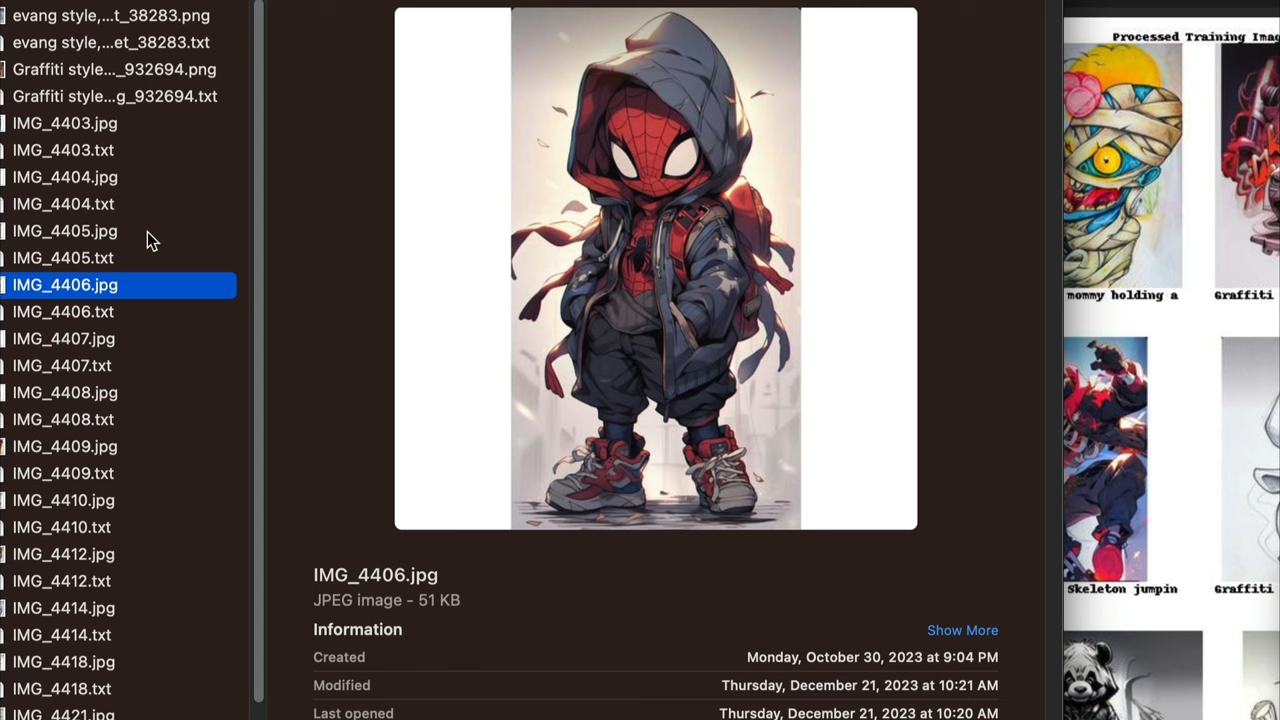 evang style,...t_38283.png
evang style,...et_38283.txt
Graffiti style..._932694.png
Graffiti style...g_932694.txt
IMG_4403.jpg
IMG_4403.txt
IMG_4404.jpg
IMG_4404.txt
IMG_4405.jpg
IMG_4405.txt
IMG_4406.jpg
IMG_4406.txt
IMG_4407.jpg
IMG_4407.txt
IMG_4408.jpg
IMG_4408.txt
IMG_4409.jpg
IMG_4409.txt
IMG_4410.jpg
IMG_4410.txt
IMG_4412.jpg
IMG_4412.txt
IMG_4414.jpg
IMG_4414.txt
IMG_4418.jpg
IMG_4418.txt
IMG_4421.jpg
IMG_4406.jpg
JPEG image - 51 KB
Information
Show More
Created
Monday, October 30, 2023 at 9:04 PM
Modified
Thursday, December 21, 2023 at 10:21 AM
Last opened
Thursday, December 21, 2023 at 10:20 AM
Processed Training Imag
mommy holding a
Graffiti
Skeleton jumpin
Graffiti